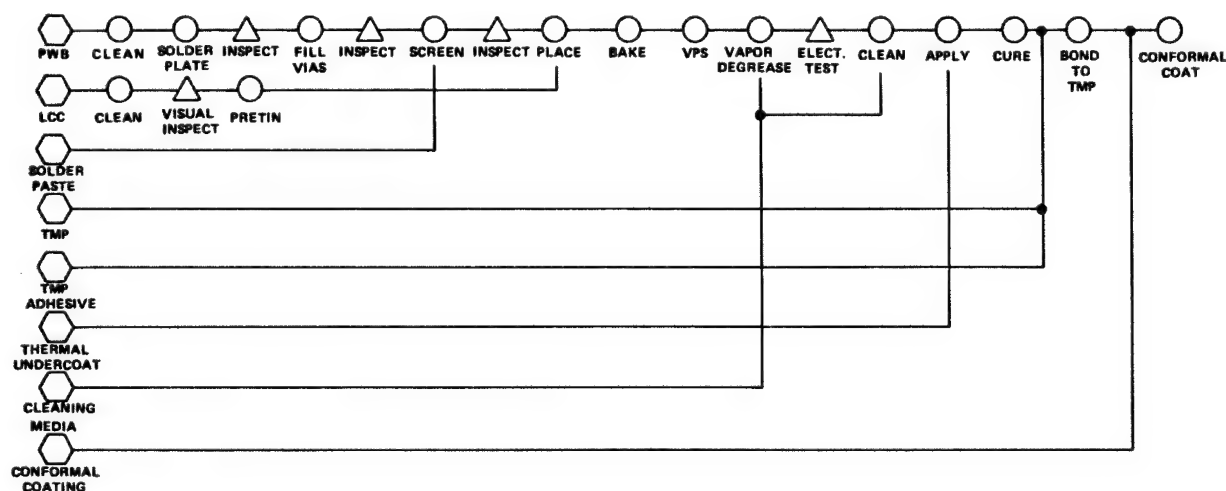 PWB CLEAN SOLDER PLATE INSPECT FILL VIAS INSPECT SCREEN INSPECT PLACE BAKE VPS VAPOR DEGREASE ELECT. TEST CLEAN APPLY CURE BOND TO TMP CONFORMAL COAT
LCC CLEAN VISUAL INSPECT PRETIN
SOLDER
PASTE
TMP
TMP
ADHESIVE
THERMAL
UNDERCOAT
CLEANING
MEDIA
CONFORMAL
COATING